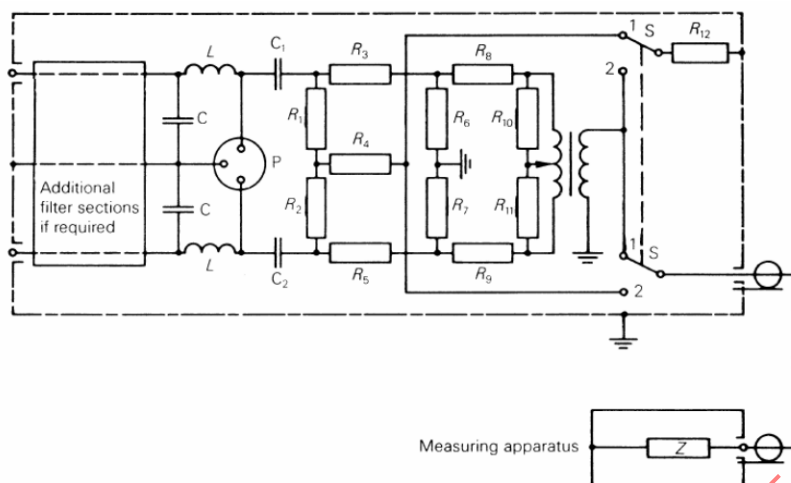 L
C₁
R₃
R₈
1
S
R₁₂
2
C
R₁
R₆
R₁₀
R₄
P
Additional
filter sections
if required
C
R₂
R₇
R₁₁
1
S
L
C₂
R₅
R₉
2
Measuring apparatus
Z